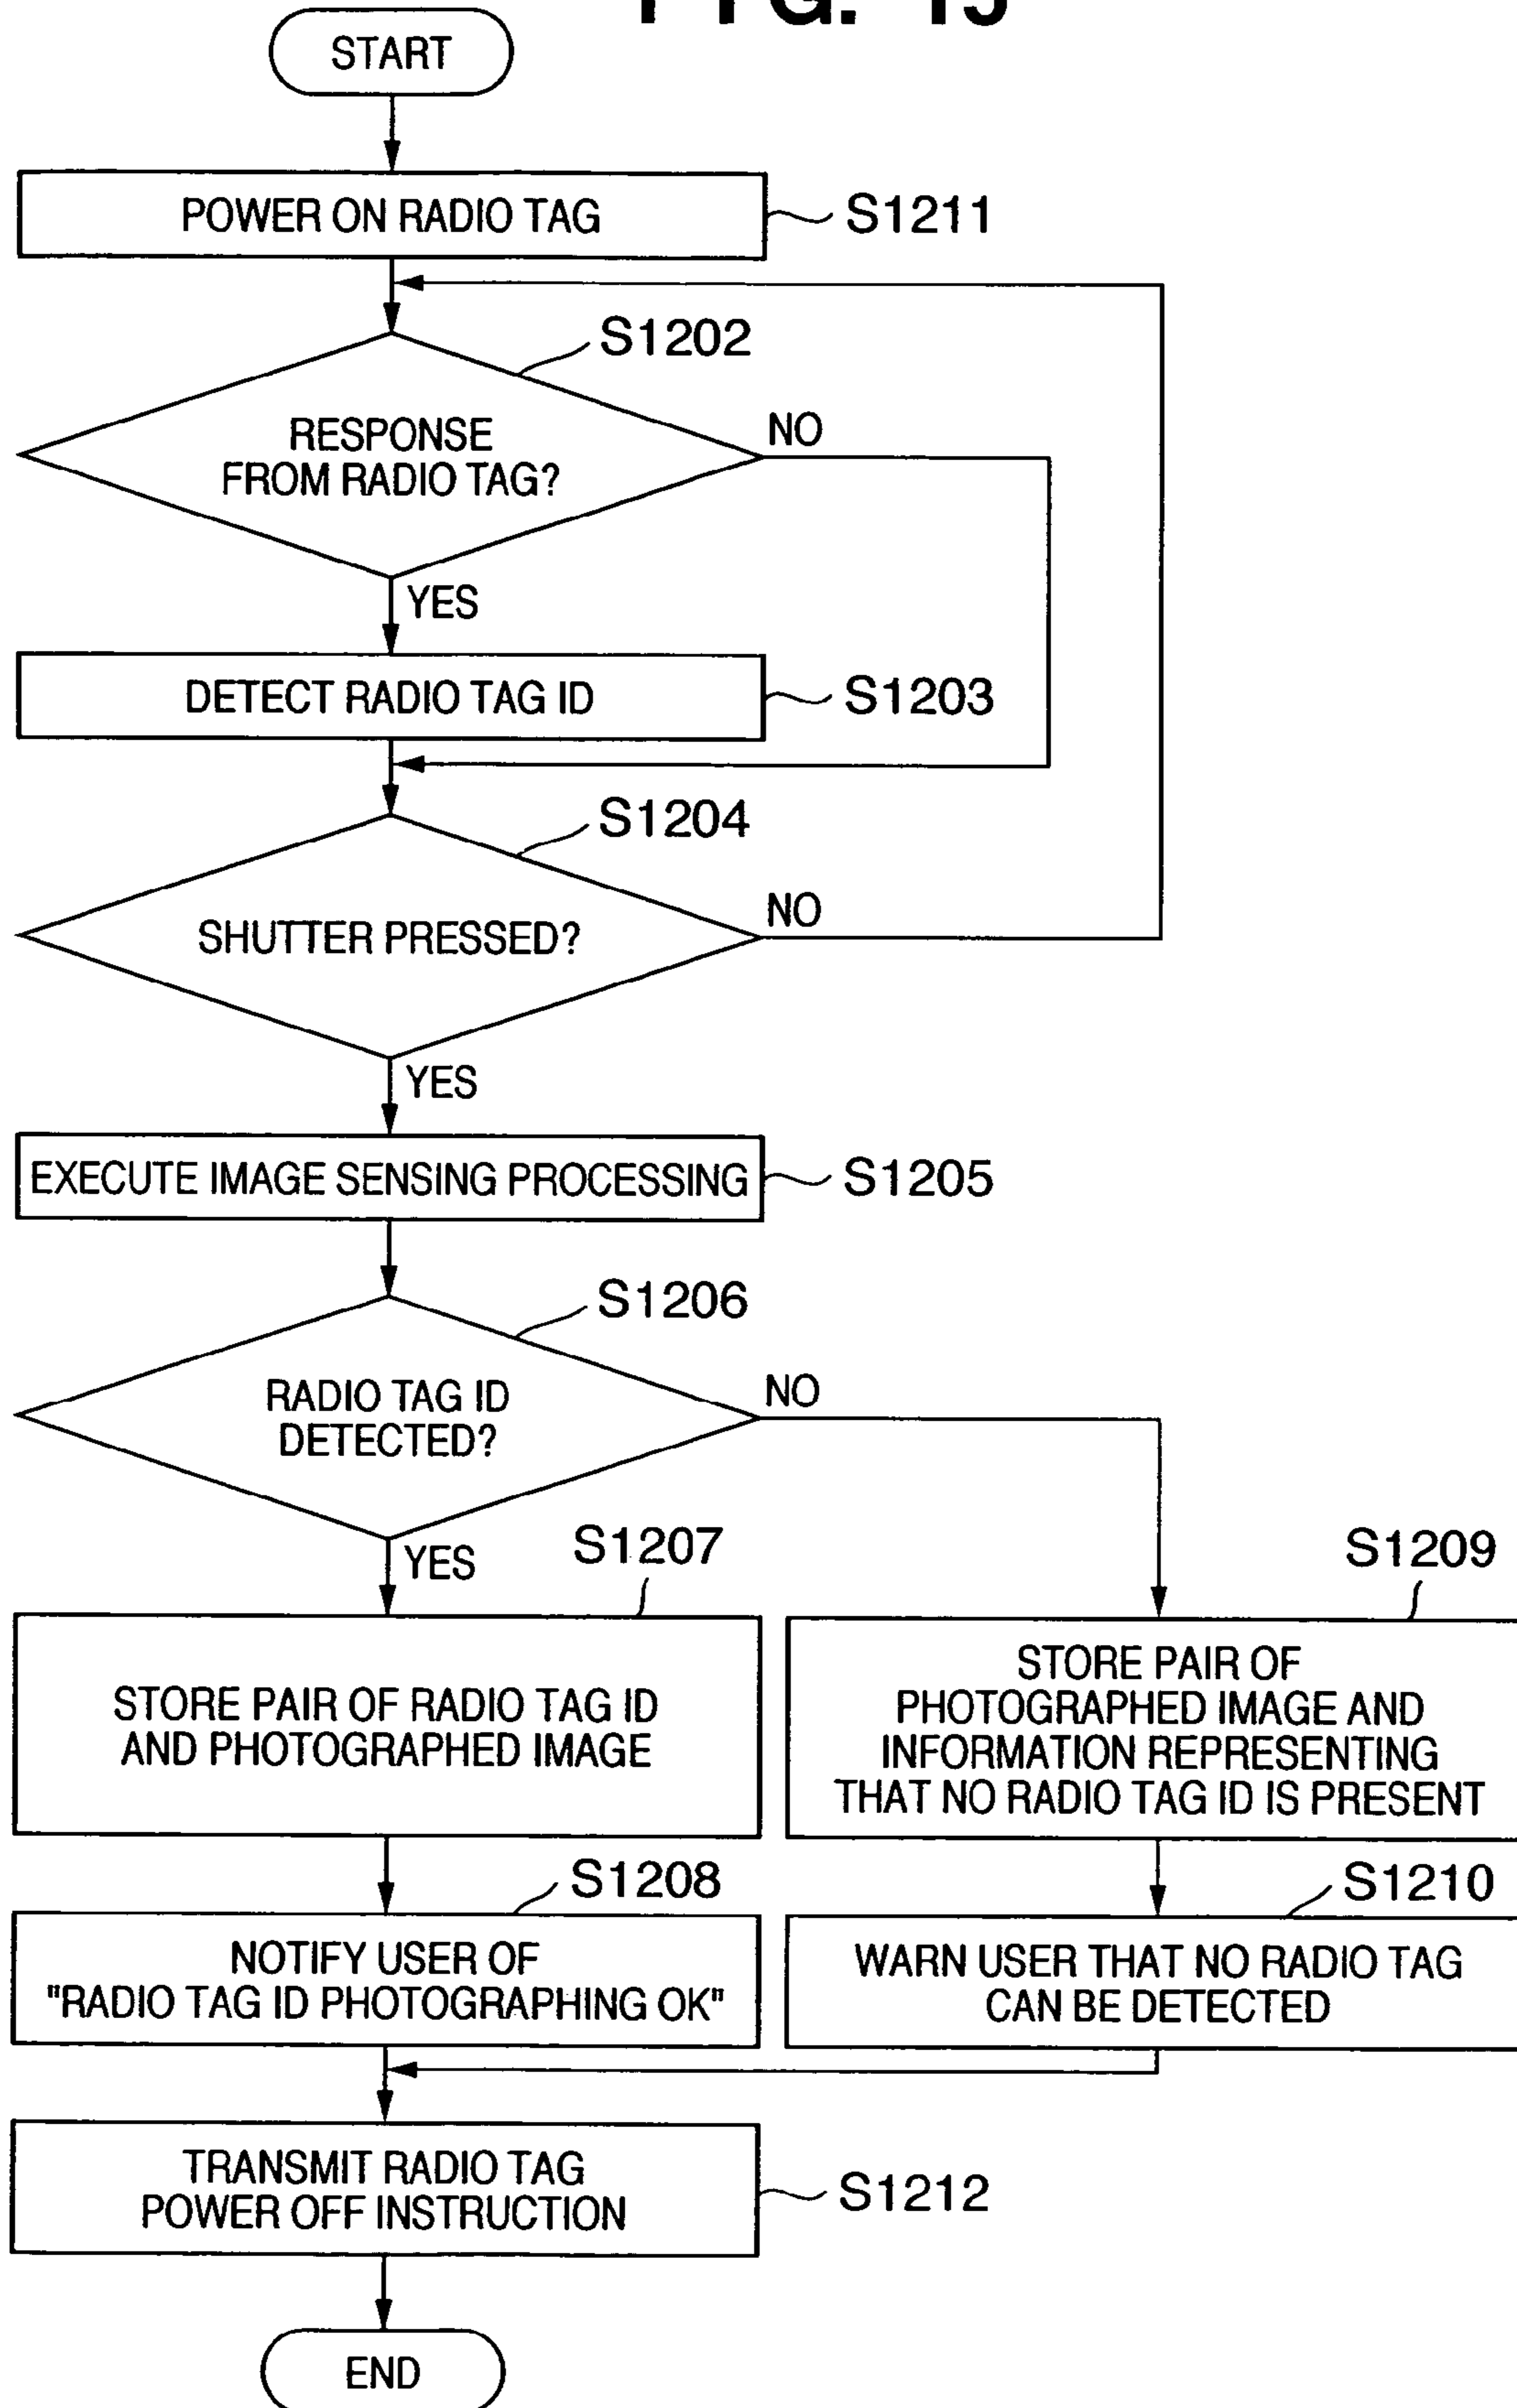 FIG.
START
POWER ON RADIO TAG
S1211
S1202
RESPONSE
FROM RADIO TAG?
NO
YES
DETECT RADIO TAG ID
S1203
S1204
SHUTTER PRESSED?
NO
YES
EXECUTE IMAGE SENSING PROCESSING
S1205
S1206
RADIO TAG ID
DETECTED?
NO
YES
S1207
STORE PAIR OF RADIO TAG ID
AND PHOTOGRAPHED IMAGE
S1209
STORE PAIR OF
PHOTOGRAPHED IMAGE AND
INFORMATION REPRESENTING
THAT NO RADIO TAG ID IS PRESENT
S1208
NOTIFY USER OF
"RADIO TAG ID PHOTOGRAPHING OK"
S1210
WARN USER THAT NO RADIO TAG
CAN BE DETECTED
TRANSMIT RADIO TAG
POWER OFF INSTRUCTION
S1212
END